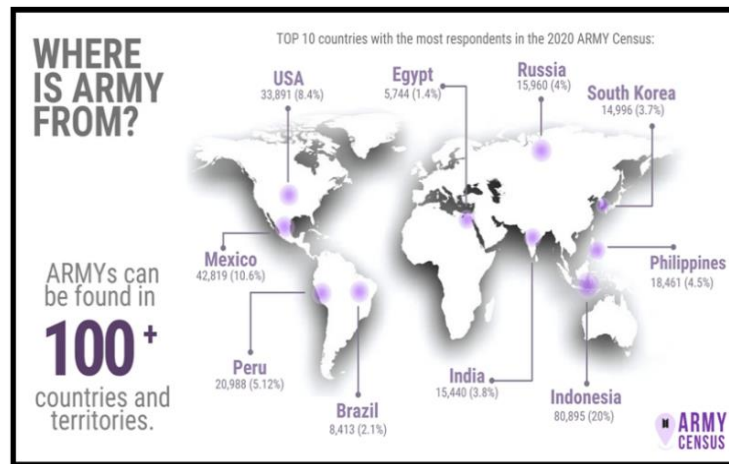 WHERE
IS ARMY
FROM?
TOP 10 countries with the most respondents in the 2020 ARMY Census:
USA
33,891 (8.4%)
Egypt
5,744 (1.4%)
Russia
15,960 (4%)
South Korea
14,996 (3.7%)
Mexico
42,819 (10.6%)
Philippines
18,461 (4.5%)
Peru
20,988 (5.12%)
Brazil
8,413 (2.1%)
India
15,440 (3.8%)
Indonesia
80,895 (20%)
ARMYs can
be found in
100+
countries and
territories.
ARMY
CENSUS